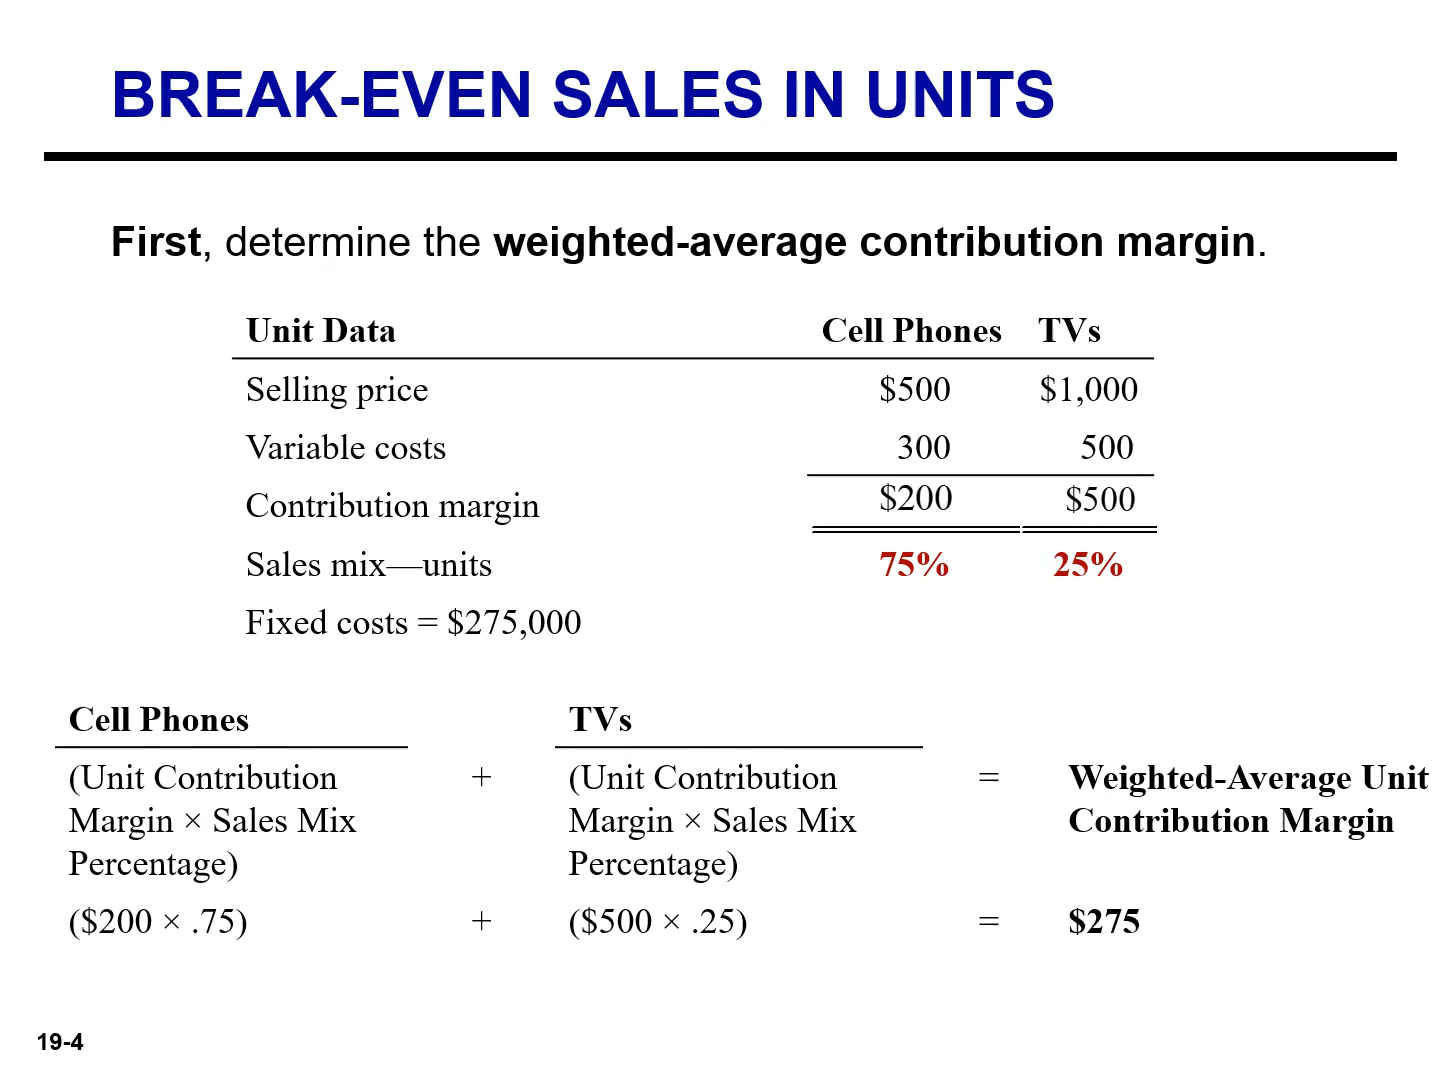 BREAK-EVEN SALES IN UNITS
First, determine the weighted-average contribution margin.
Unit Data Cell Phones TVs
Selling price $500 $1,000
Variable costs 300 500
Contribution margin $200 $500
Sales mix—units 75% 25%
Fixed costs = $275,000
Cell Phones TVs
(Unit Contribution + (Unit Contribution = Weighted-Average Unit
Margin × Sales Mix Margin × Sales Mix Contribution Margin
Percentage) Percentage)
($200 × .75) + ($500 × .25) = $275
19-4